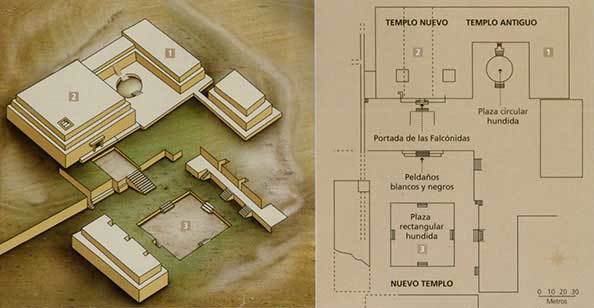 1
2
3
TEMPLO NUEVO
TEMPLO ANTIGUO
2
1
Plaza circular
hundida
Portada de las Falcónidas
Peldaños
blancos y negros
Plaza
rectangular
hundida
3
NUEVO TEMPLO
0 10 20 30
Metros